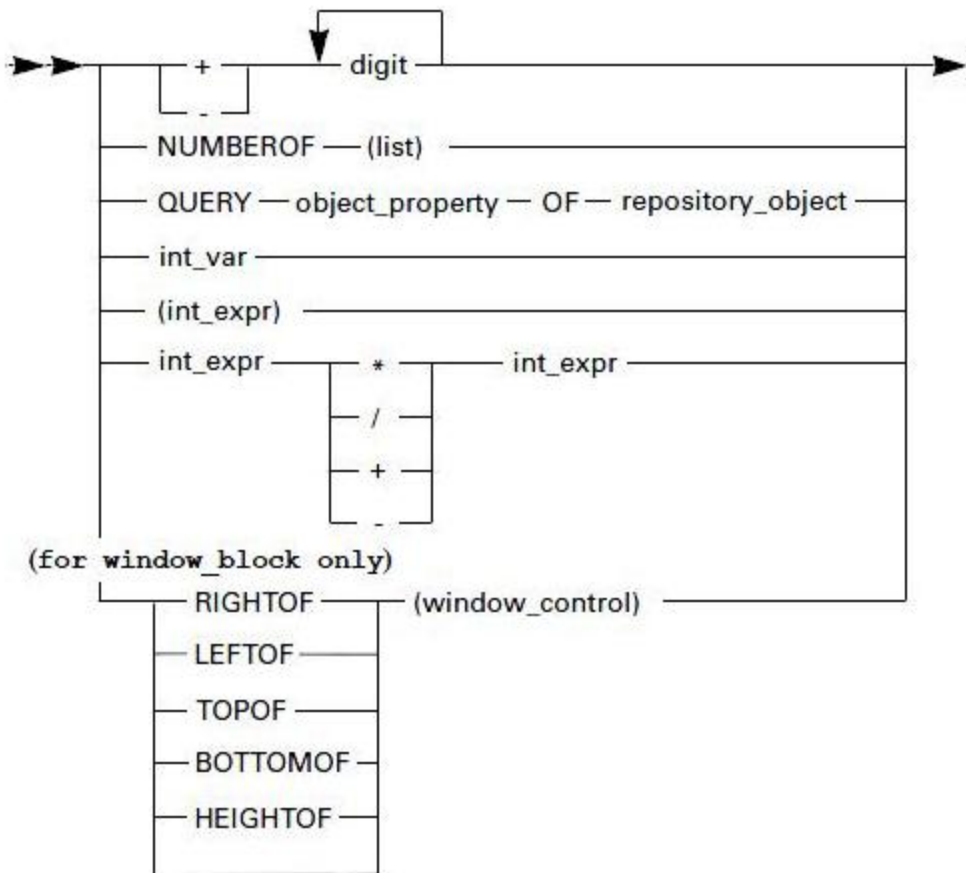 + digit
-
NUMBEROF (list)
QUERY object_property OF repository_object
int_var
(int_expr)
int_expr * int_expr
/
+
-
(for window_block only)
RIGHTOF (window_control)
LEFTOF
TOPOF
BOTTOMOF
HEIGHTOF